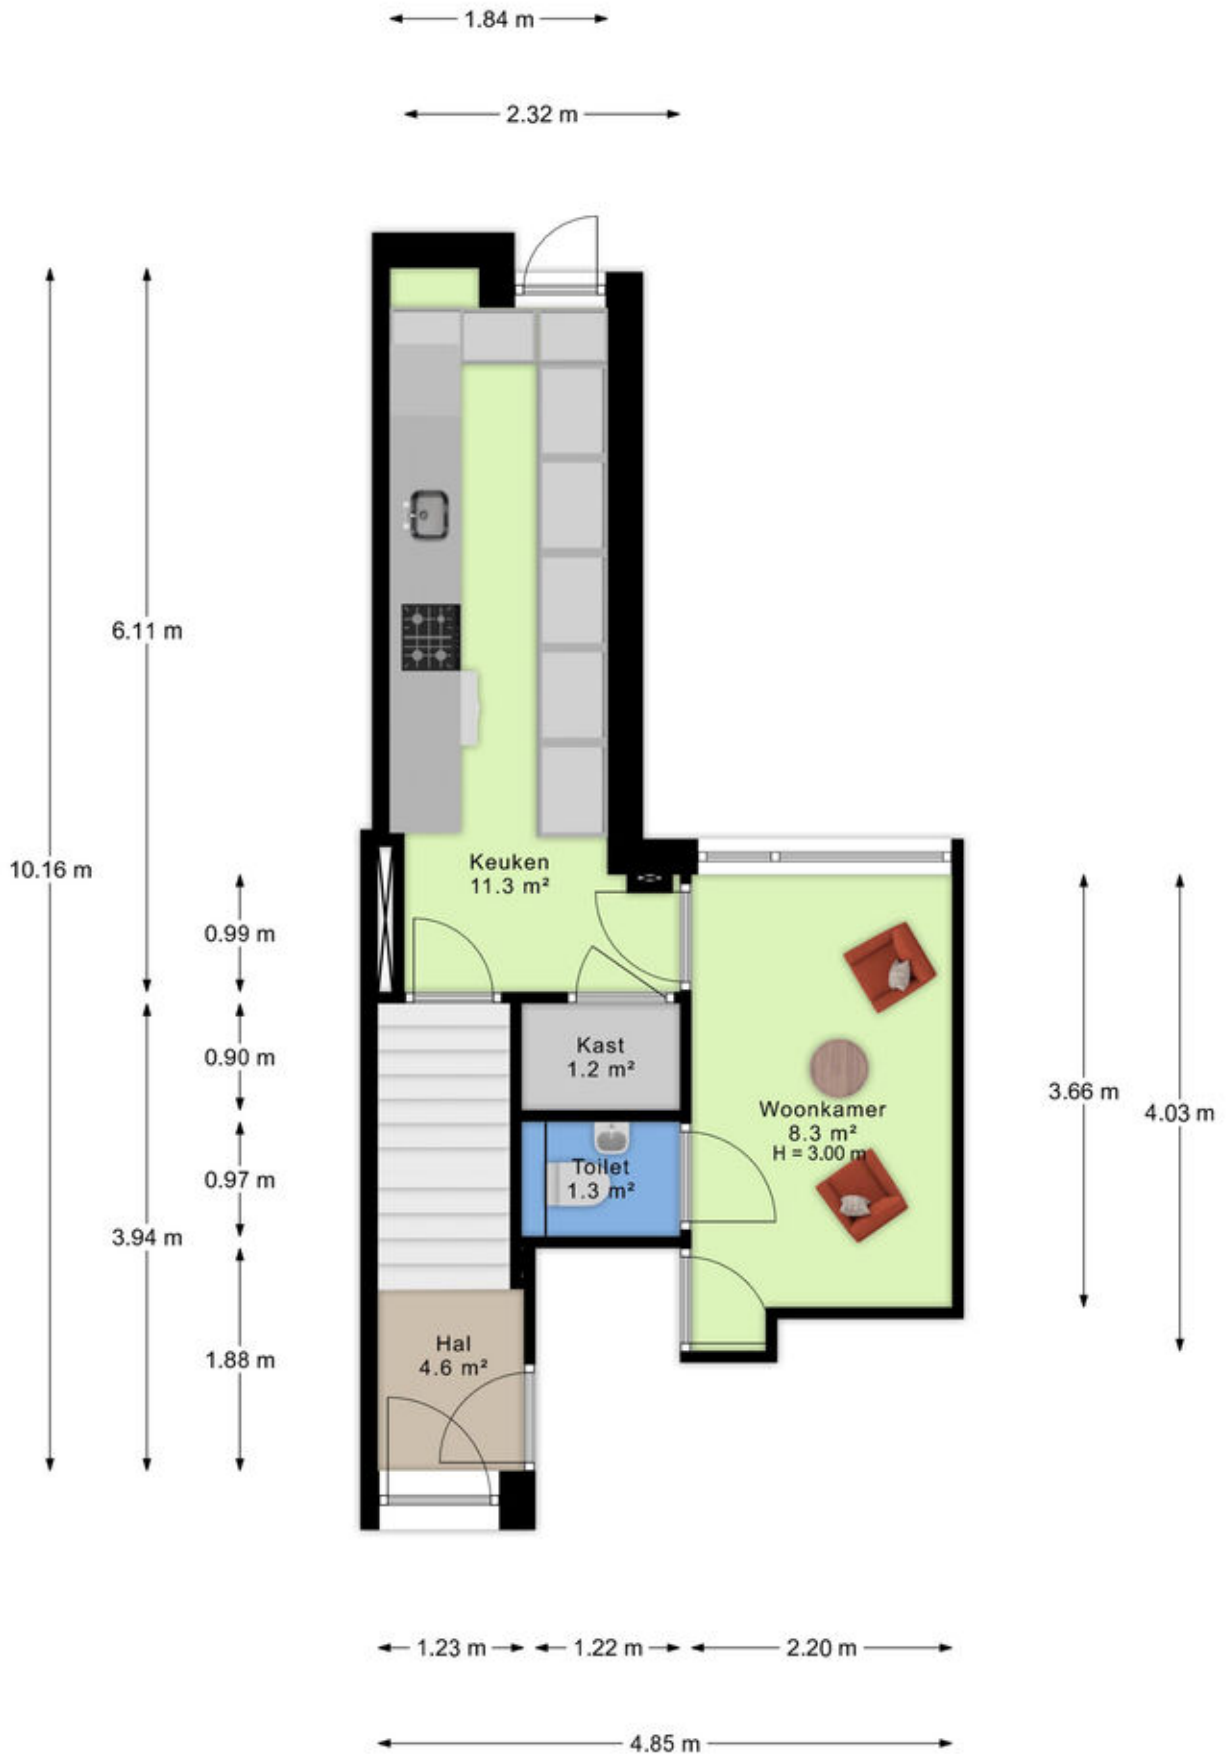 1.84 m
2.32 m
6.11 m
10.16 m
Keuken
11.3 m²
0.99 m
Kast
1.2 m²
0.90 m
3.66 m
4.03 m
Woonkamer
8.3 m²
H = 3.00 m
Toilet
1.3 m²
0.97 m
3.94 m
Hal
4.6 m²
1.88 m
1.23 m
1.22 m
2.20 m
4.85 m